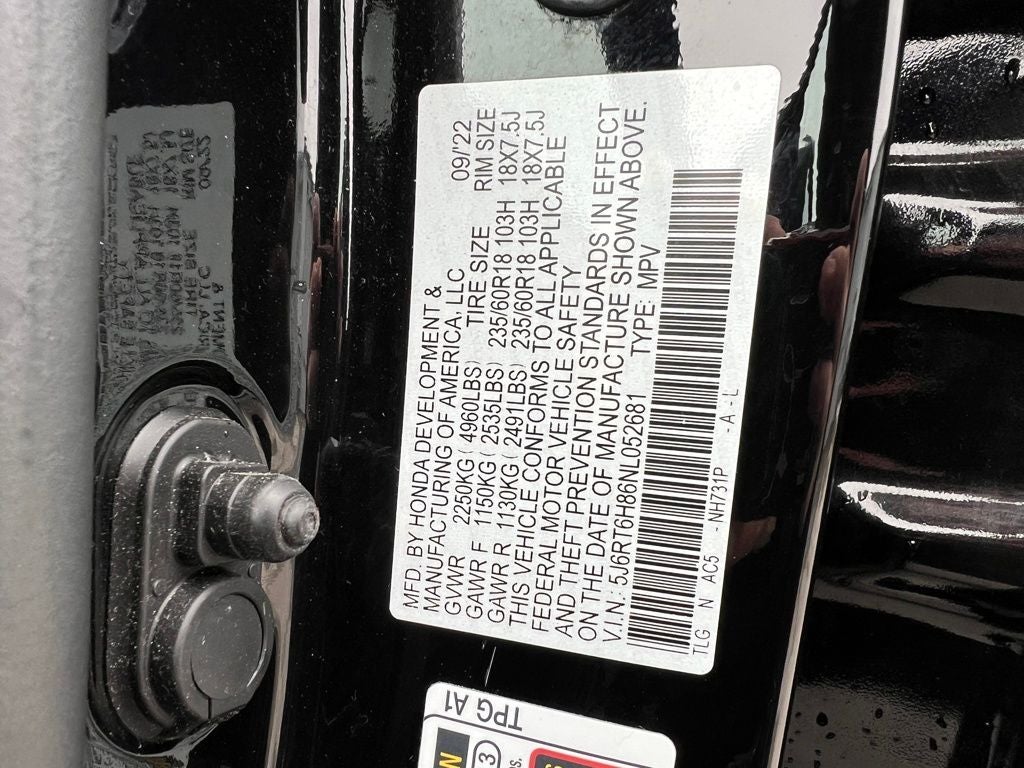 MFD. BY HONDA DEVELOPMENT &
MANUFACTURING OF AMERICA, LLC 09/'22
GVWR 2250KG ( 4960LBS) TIRE SIZE RIM SIZE
GAWR F 1150KG ( 2535LBS) 235/60R18 103H 18X7.5J
GAWR R 1130KG ( 2491LBS) 235/60R18 103H 18X7.5J
THIS VEHICLE CONFORMS TO ALL APPLICABLE
FEDERAL MOTOR VEHICLE SAFETY
AND THEFT PREVENTION STANDARDS IN EFFECT
ON THE DATE OF MANUFACTURE SHOWN ABOVE.
V.I.N: 5J6RT6H86NL052681 TYPE: MPV
TLG N AC5 -NH731P -A-L
TPG A1
3